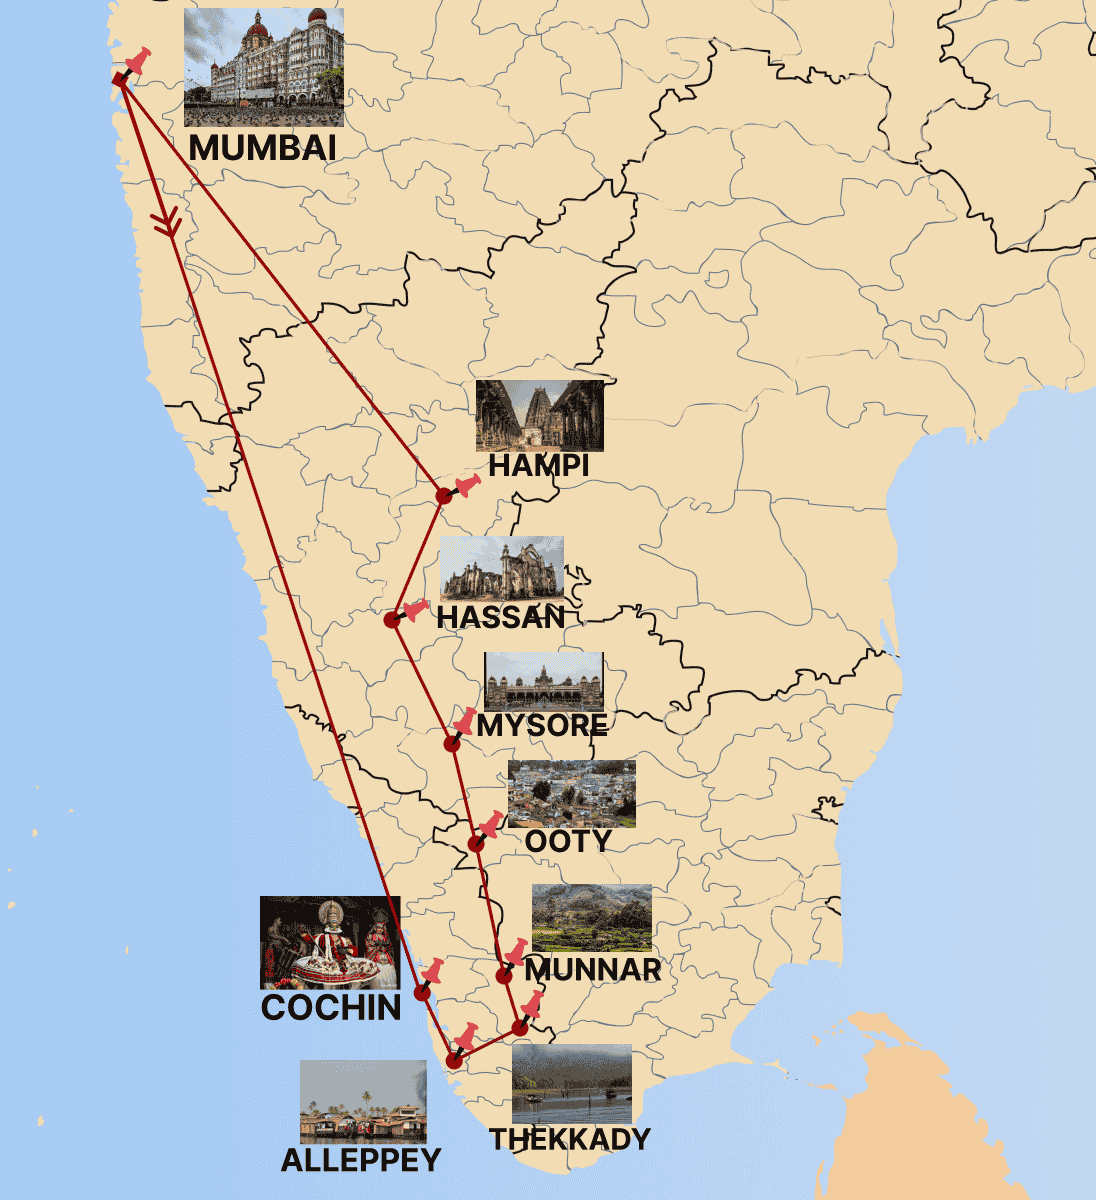 MUMBAI
HAMPI
HASSAN
MYSORE
OOTY
MUNNAR
COCHIN
THEKKADY
ALLEPPEY